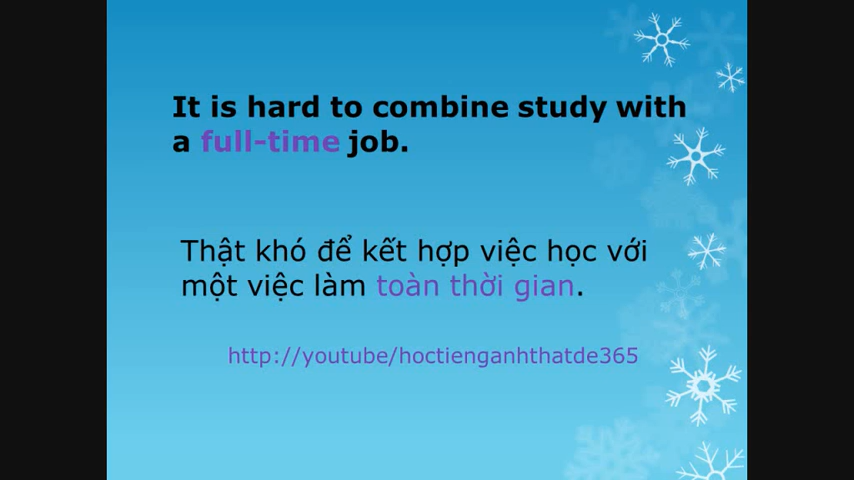 It is hard to combine study with
a full-time job.
Thật khó để kết hợp việc học với
một việc làm toàn thời gian.
http://youtube/hoctienganhthatde365